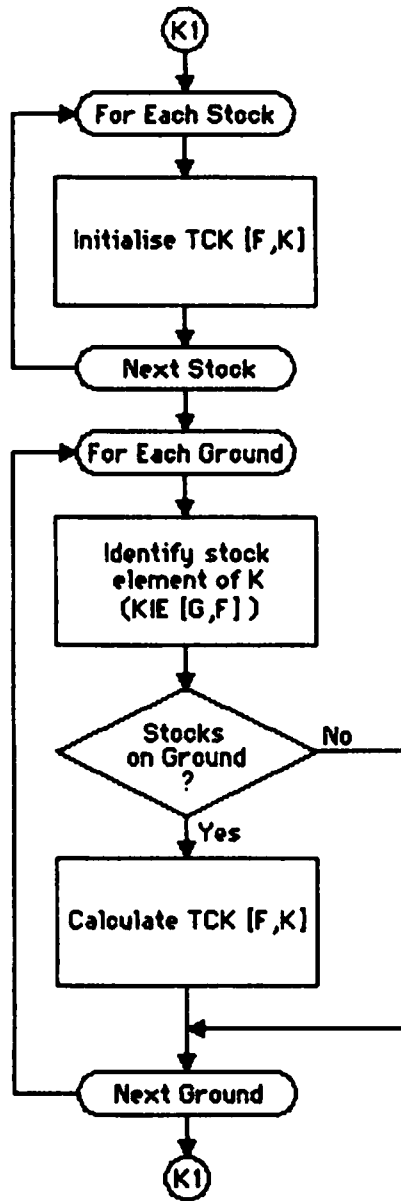 K1
For Each Stock
Initialise TCK [F,K]
Next Stock
For Each Ground
Identify stock
element of K
(KIE [G,F] )
Stocks
on Ground
?
No
Yes
Calculate TCK [F,K]
Next Ground
K1